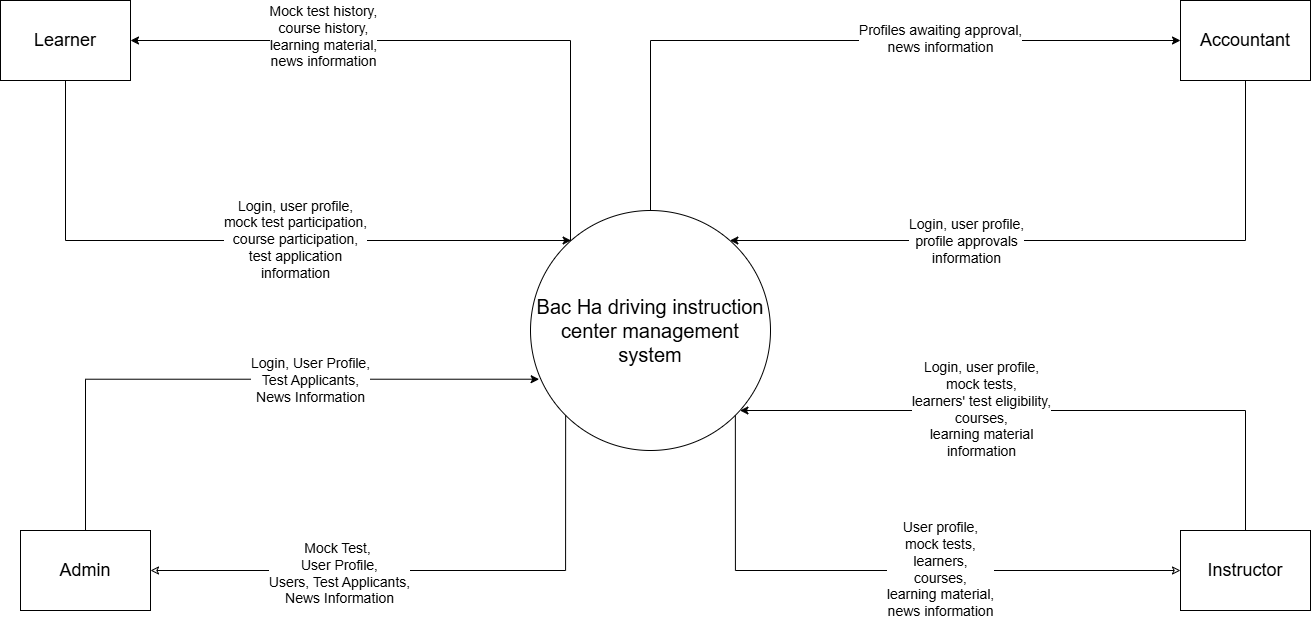 Learner
Mock test history,
course history,
learning material,
news information
Profiles awaiting approval,
news information
Accountant
Login, user profile,
mock test participation,
course participation,
test application
information
Login, user profile,
profile approvals
information
Bac Ha driving instruction
center management
system
Login, User Profile,
Test Applicants,
News Information
Login, user profile,
mock tests,
learners' test eligibility,
courses,
learning material
information
Admin
Mock Test,
User Profile,
Users, Test Applicants,
News Information
User profile,
mock tests,
learners,
courses,
learning material,
news information
Instructor